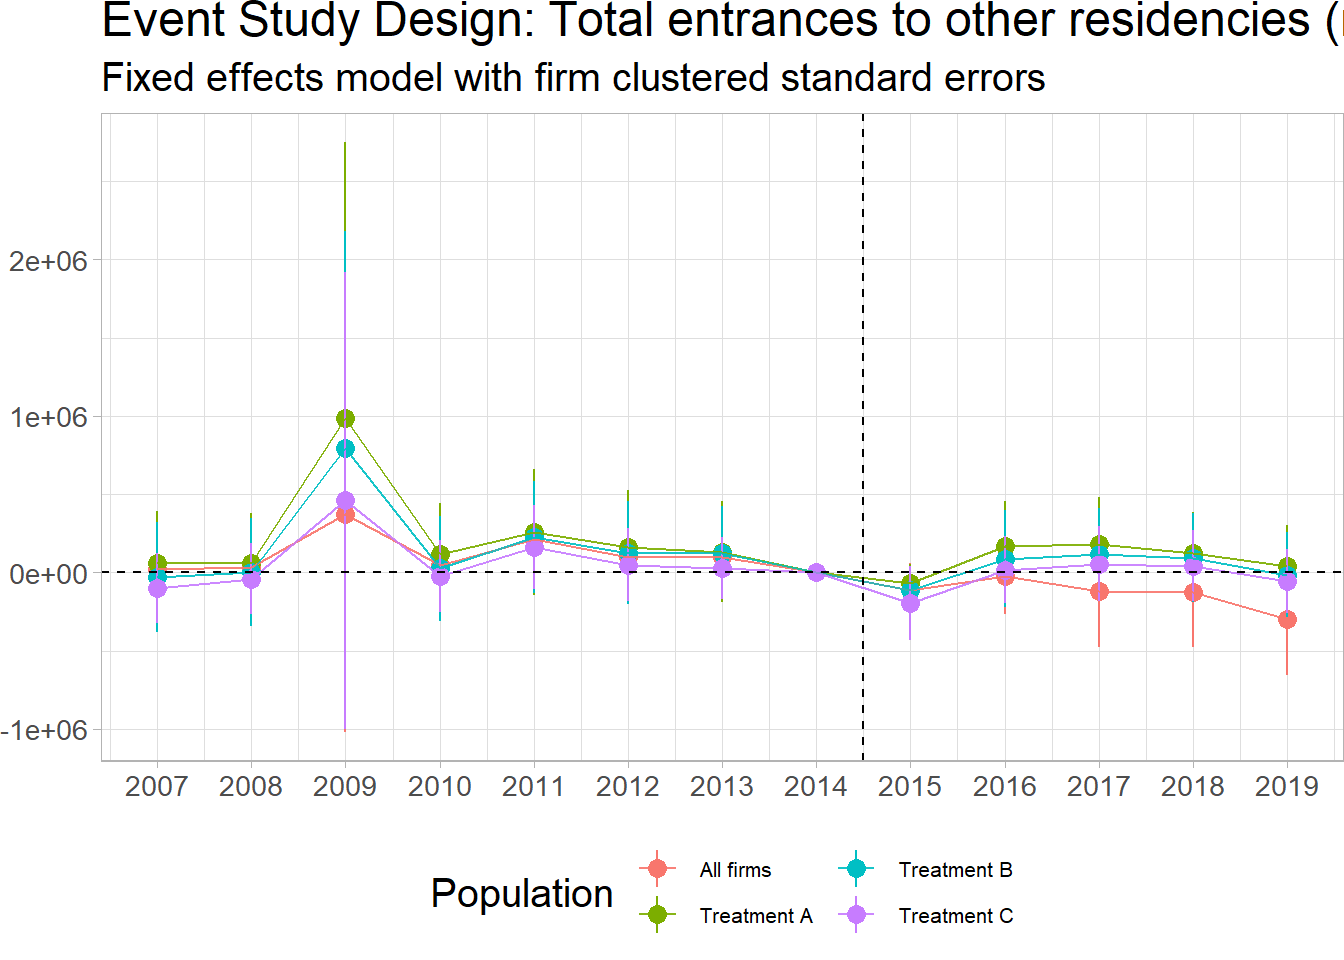 Event Study Design: Total entrances to other residencies (
Fixed effects model with firm clustered standard errors
2e+06
1e+06
0e+00
-1e+06
2007 2008 2009 2010 2011 2012 2013 2014 2015 2016 2017 2018 2019
Population
All firms
Treatment B
Treatment A
Treatment C